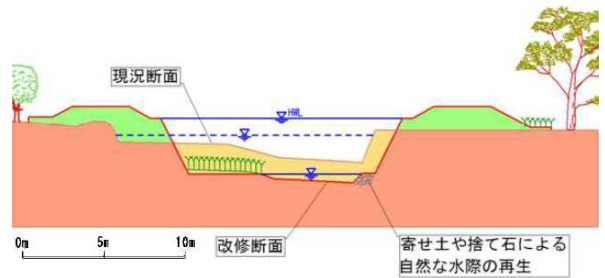 現況断面
改修断面
寄せ土や捨て石による
自然な水際の再生
0m 5m 10m